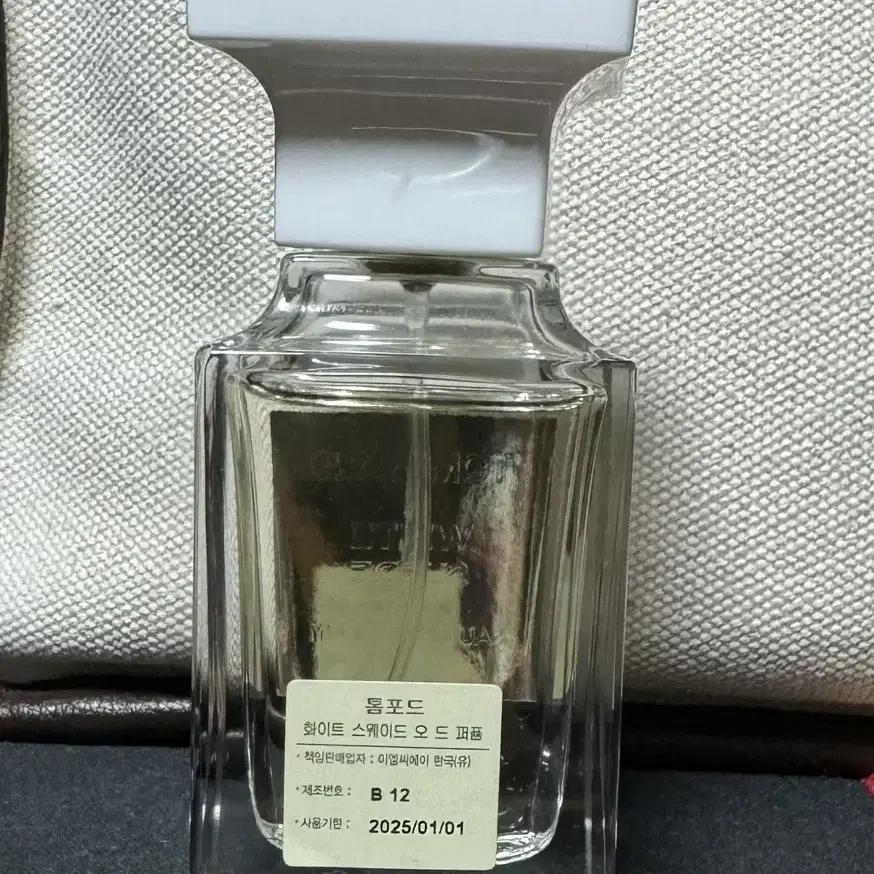 톰포드
화이트 스웨이드 오 드 퍼퓸
· 책임판매업자 : 이엘씨에이 한국(유)
· 제조번호 : B 12
· 사용기한 : 2025/01/01